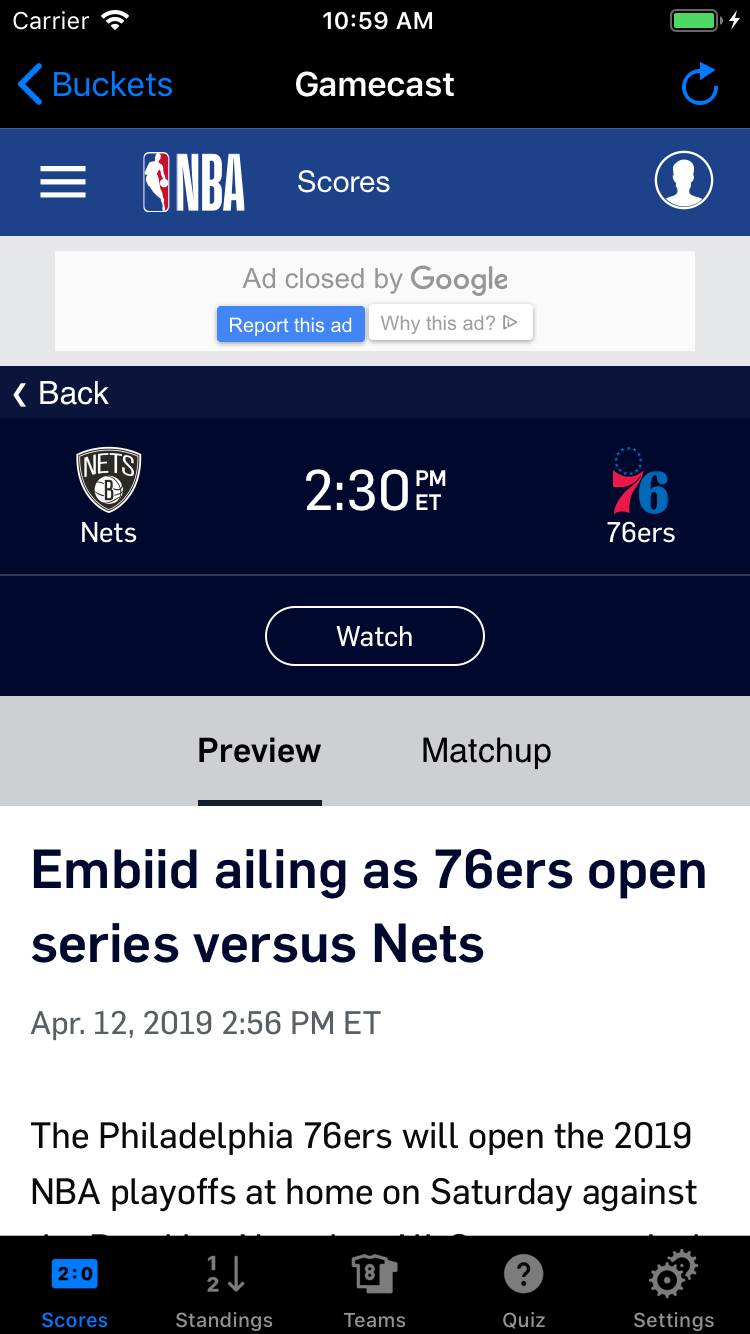 Carrier 10:59 AM
Buckets Gamecast
NBA Scores
Ad closed by Google
Report this ad Why this ad?
Back
NETS
B
Nets
2:30 PM ET
76
76ers
Watch
Preview Matchup
Embiid ailing as 76ers open
series versus Nets
Apr. 12, 2019 2:56 PM ET
The Philadelphia 76ers will open the 2019
NBA playoffs at home on Saturday against
2:0 1 2 8 ?
Scores Standings Teams Quiz Settings